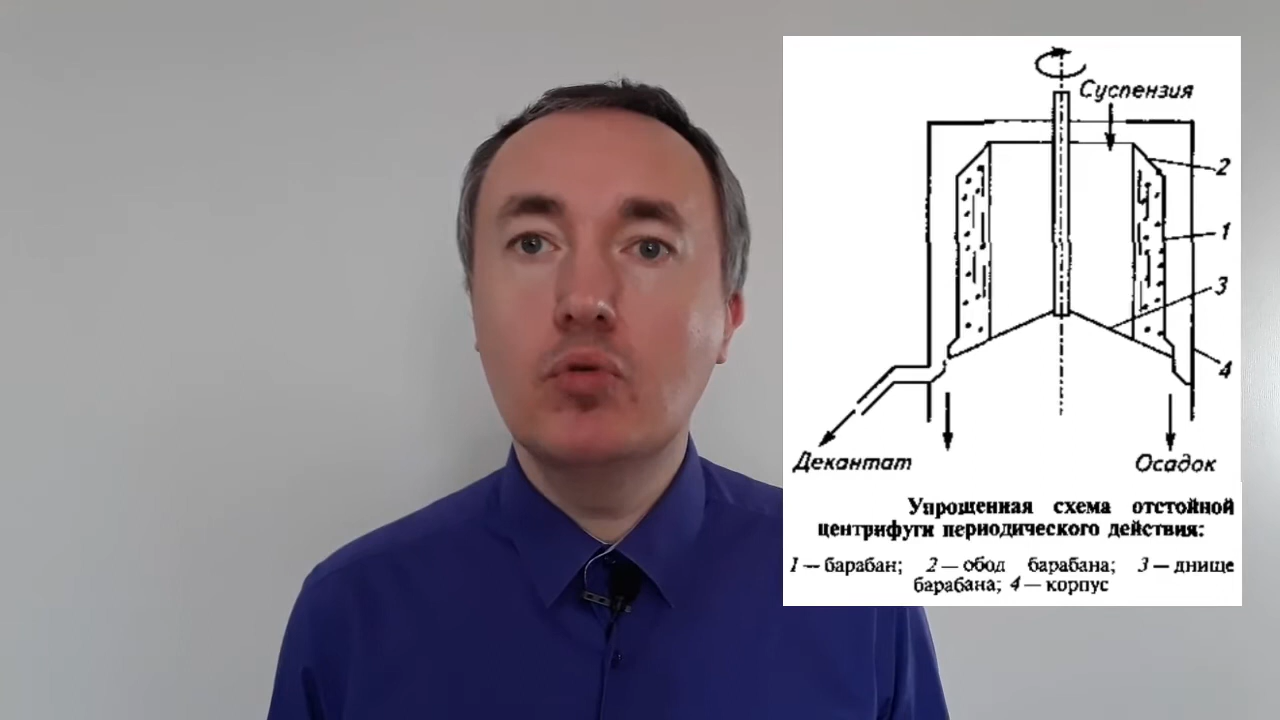 Суспензия
2
1
3
4
Декантат
Осадок
Упрощенная схема отстойной
центрифуги периодического действия:
1 — барабан; 2 — обод барабана; 3 — днище
барабана; 4 — корпус